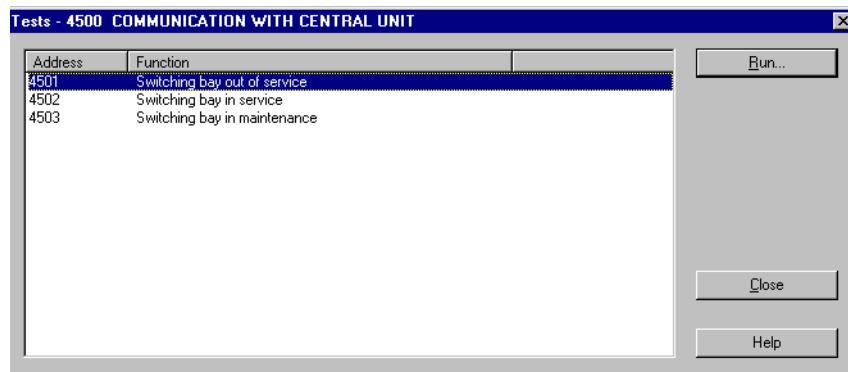 Tests - 4500 COMMUNICATION WITH CENTRAL UNIT
Address Function
Run...
4501 Switching bay out of service
4502 Switching bay in service
4503 Switching bay in maintenance
Close
Help